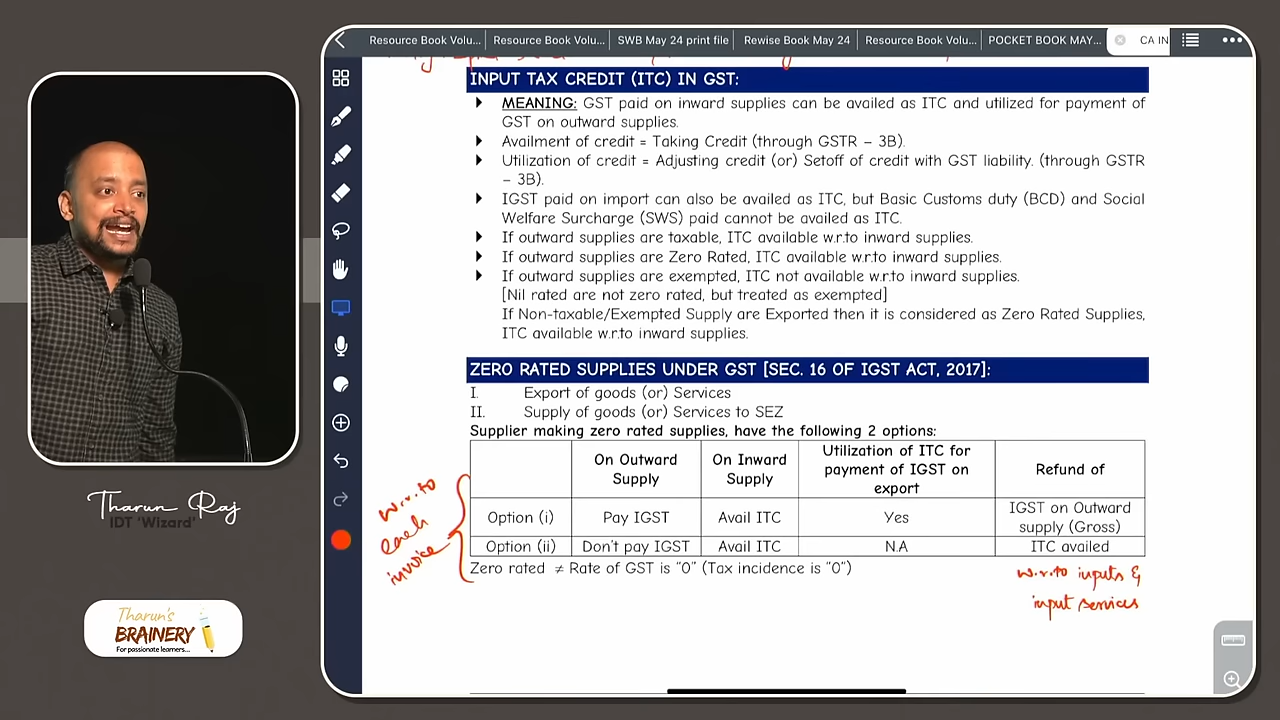 Resource Book Volu...
Resource Book Volu...
SWB May 24 print file
Rewise Book May 24
Resource Volu...
POCKET BOOK MAY...
CA IN
INPUT TAX CREDIT (ITC) IN GST:
MEANING: GST paid on inward supplies can be availed as ITC and utilized for payment of
GST on outward supplies.
Availment of credit = Taking Credit (through GSTR – 3B).
Utilization of credit = Adjusting credit (or) Setoff of credit with GST liability. (through GSTR
– 3B).
IGST paid on import can also be availed as ITC, but Basic Customs duty (BCD) and Social
Welfare Surcharge (SWS) paid cannot be availed as ITC.
If outward supplies are taxable, ITC available w.r.to inward supplies.
If outward supplies are Zero Rated, ITC available w.r.to inward supplies.
If outward supplies are exempted, ITC not available w.r.to inward supplies.
[Nil rated are not zero rated, but treated as exempted]
If Non-taxable/Exempted Supply are Exported then it is considered as Zero Rated Supplies,
ITC available w.r.to inward supplies.
ZERO RATED SUPPLIES UNDER GST [SEC. 16 OF IGST ACT, 2017]:
I. Export of goods (or) Services
II. Supply of goods (or) Services to SEZ
Supplier making zero rated supplies, have the following 2 options:
On Outward
Supply
On Inward
Supply
Utilization of ITC for
payment of IGST on
export
Refund of
Option (i) Pay IGST Avail ITC Yes
IGST on Outward
supply (Gross)
Option (ii) Don't pay IGST Avail ITC N.A ITC availed
Zero rated ≠ Rate of GST is "0" (Tax incidence is "0")
w.r.to
each
invoice
w.r.to inputs &
input services
Tharun Raj
IDT 'Wizard'
Tharun's
BRAINERY
For passionate learners...